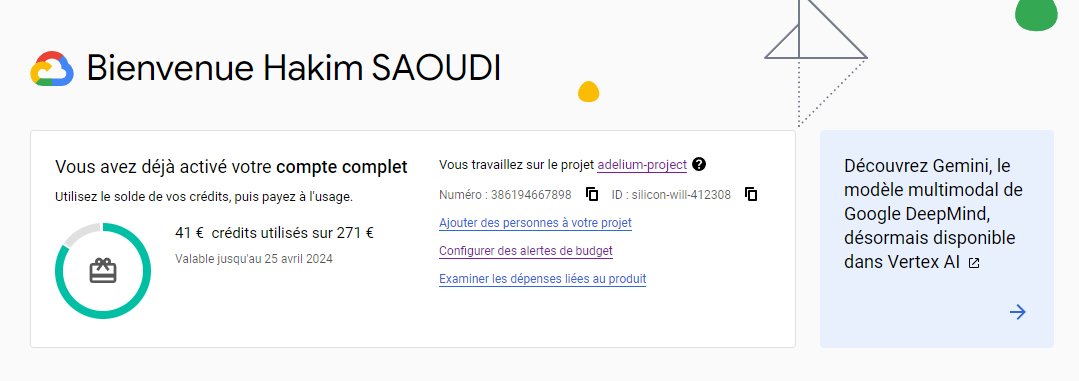 Bienvenue Hakim SAOUDI
Vous avez déjà activé votre compte complet
Utilisez le solde de vos crédits, puis payez à l'usage.
41 € crédits utilisés sur 271 €
Valable jusqu'au 25 avril 2024
Vous travaillez sur le projet adelium-project ?
Numéro : 386194667898 ID : silicon-will-412308
Ajouter des personnes à votre projet
Configurer des alertes de budget
Examiner les dépenses liées au produit
Découvrez Gemini, le
modèle multimodal de
Google DeepMind,
désormais disponible
dans Vertex AI